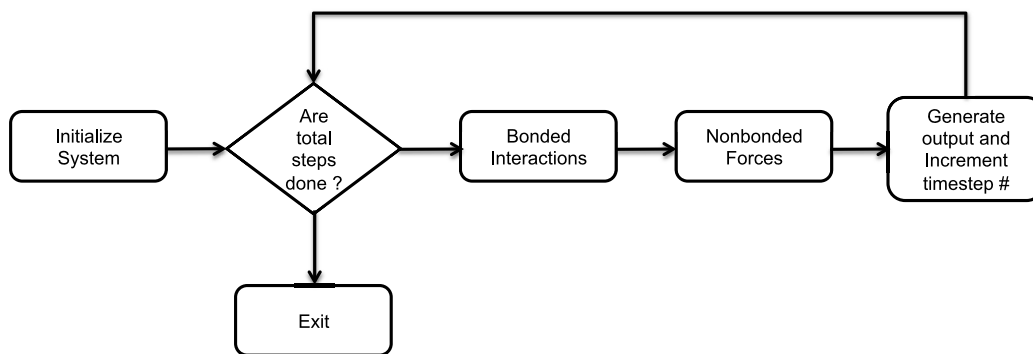 Initialize
System
Are
total
steps
done ?
Bonded
Interactions
Nonbonded
Forces
Generate
output and
Increment
timestep #
Exit